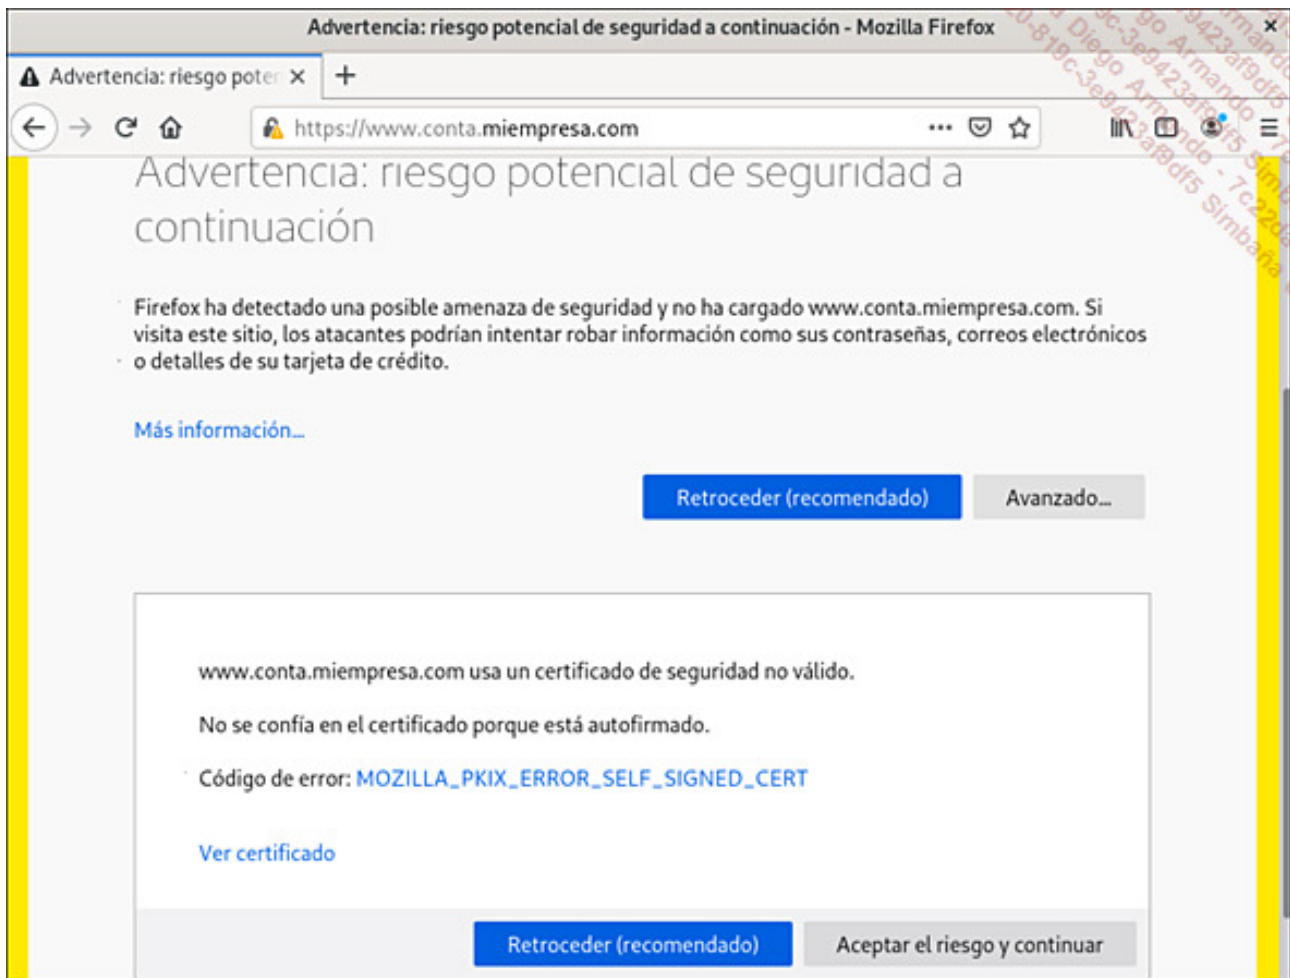 Advertencia: riesgo potencial de seguridad a continuación - Mozilla Firefox
Advertencia: riesgo poten
https://www.conta.miempresa.com
Advertencia: riesgo potencial de seguridad a
continuación
Firefox ha detectado una posible amenaza de seguridad y no ha cargado www.conta.miempresa.com. Si
visita este sitio, los atacantes podrían intentar robar información como sus contraseñas, correos electrónicos
o detalles de su tarjeta de crédito.
Más información...
Retroceder (recomendado) Avanzado...
www.conta.miempresa.com usa un certificado de seguridad no válido.
No se confía en el certificado porque está autofirmado.
Código de error: MOZILLA_PKIX_ERROR_SELF_SIGNED_CERT
Ver certificado
Retroceder (recomendado) Aceptar el riesgo y continuar